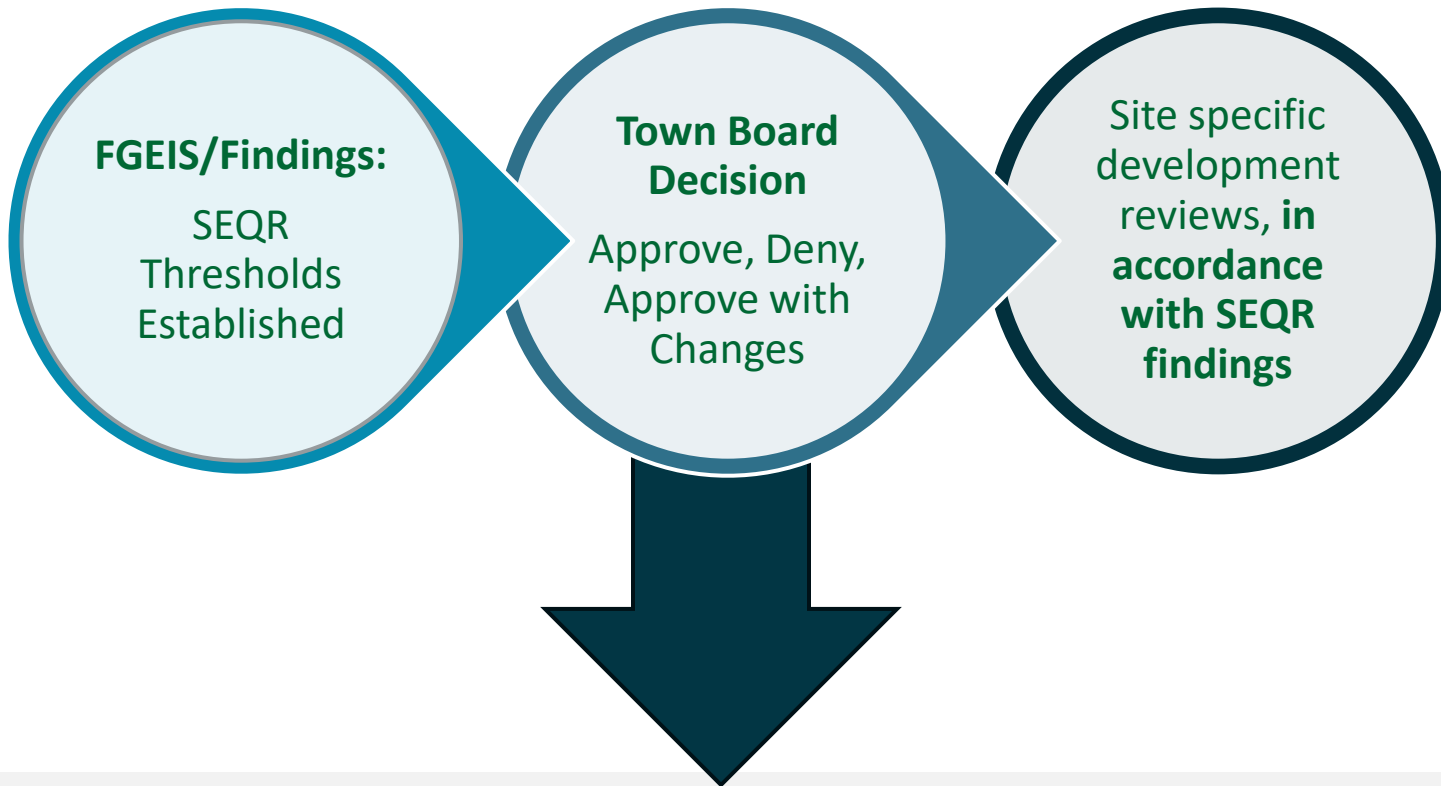 FGEIS/Findings:
SEQR
Thresholds
Established
Town Board
Decision
Approve, Deny,
Approve with
Changes
Site specific
development
reviews, in
accordance
with SEQR
findings